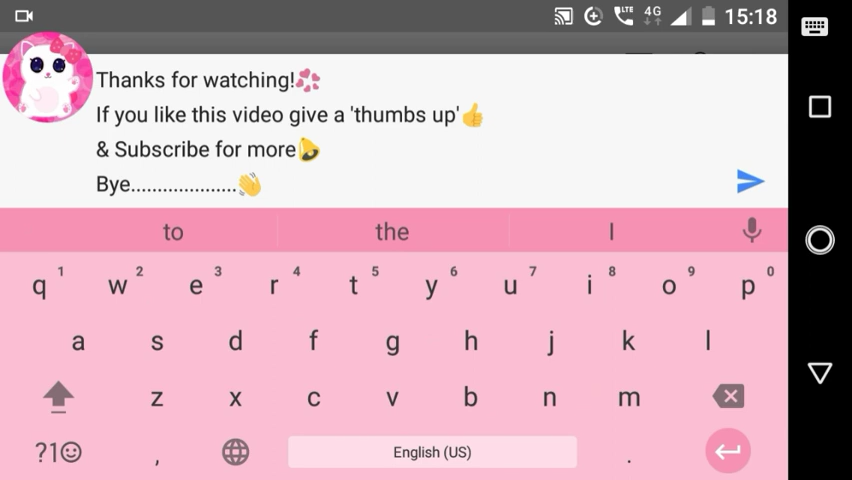 LTE 4G 15:18
Thanks for watching!💞
If you like this video give a 'thumbs up'👍
& Subscribe for more🔔
Bye....................👋
to the I
q 1 w 2 e 3 r 4 t 5 y 6 u 7 i 8 o 9 p 0
a s d f g h j k l
z x c v b n m
?1☺ , English (US) .